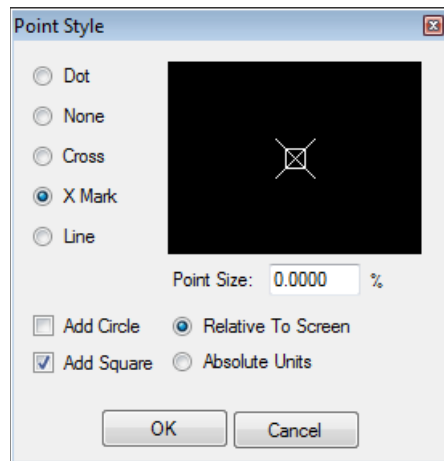 Point Style
Dot
None
Cross
X Mark
Line
Point Size: 0.0000 %
Add Circle
Relative To Screen
Add Square
Absolute Units
OK
Cancel